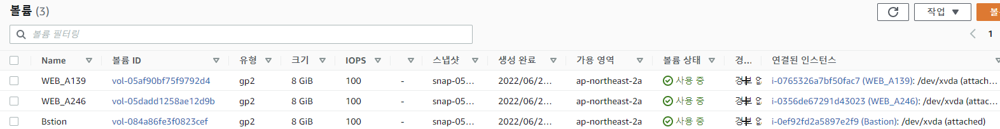 볼륨 (3)
작업
볼륨 필터링
1
Name 볼륨 ID 유형 크기 IOPS 스냅샷 생성 완료 가용 영역 볼륨 상태 경... 연결된 인스턴스
WEB_A139 vol-05af90bf75f9792d4 gp2 8 GiB 100 - snap-05... 2022/06/2... ap-northeast-2a 사용 중 경보 없 i-0765326a7bf50fac7 (WEB_A139): /dev/xvda (attach...
WEB_A246 vol-05dadd1258ae12d9b gp2 8 GiB 100 - snap-05... 2022/06/2... ap-northeast-2a 사용 중 경보 없 i-0356de67291d43023 (WEB_A246): /dev/xvda (attac...
Bstion vol-084a86fe3f0823cef gp2 8 GiB 100 - snap-05... 2022/06/2... ap-northeast-2a 사용 중 경보 없 i-0ef92fd2a5897e2f9 (Bastion): /dev/xvda (attached)